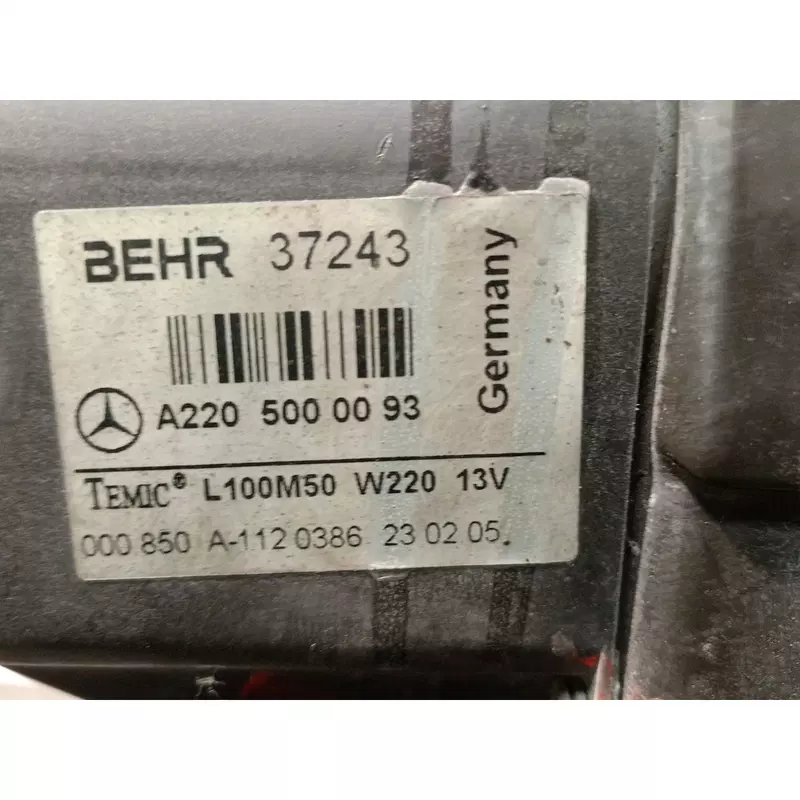 BEHR 37243
Germany
A220 500 00 93
TEMIC® L100M50 W220 13V
000 850 A-112 0386 23 02 05.